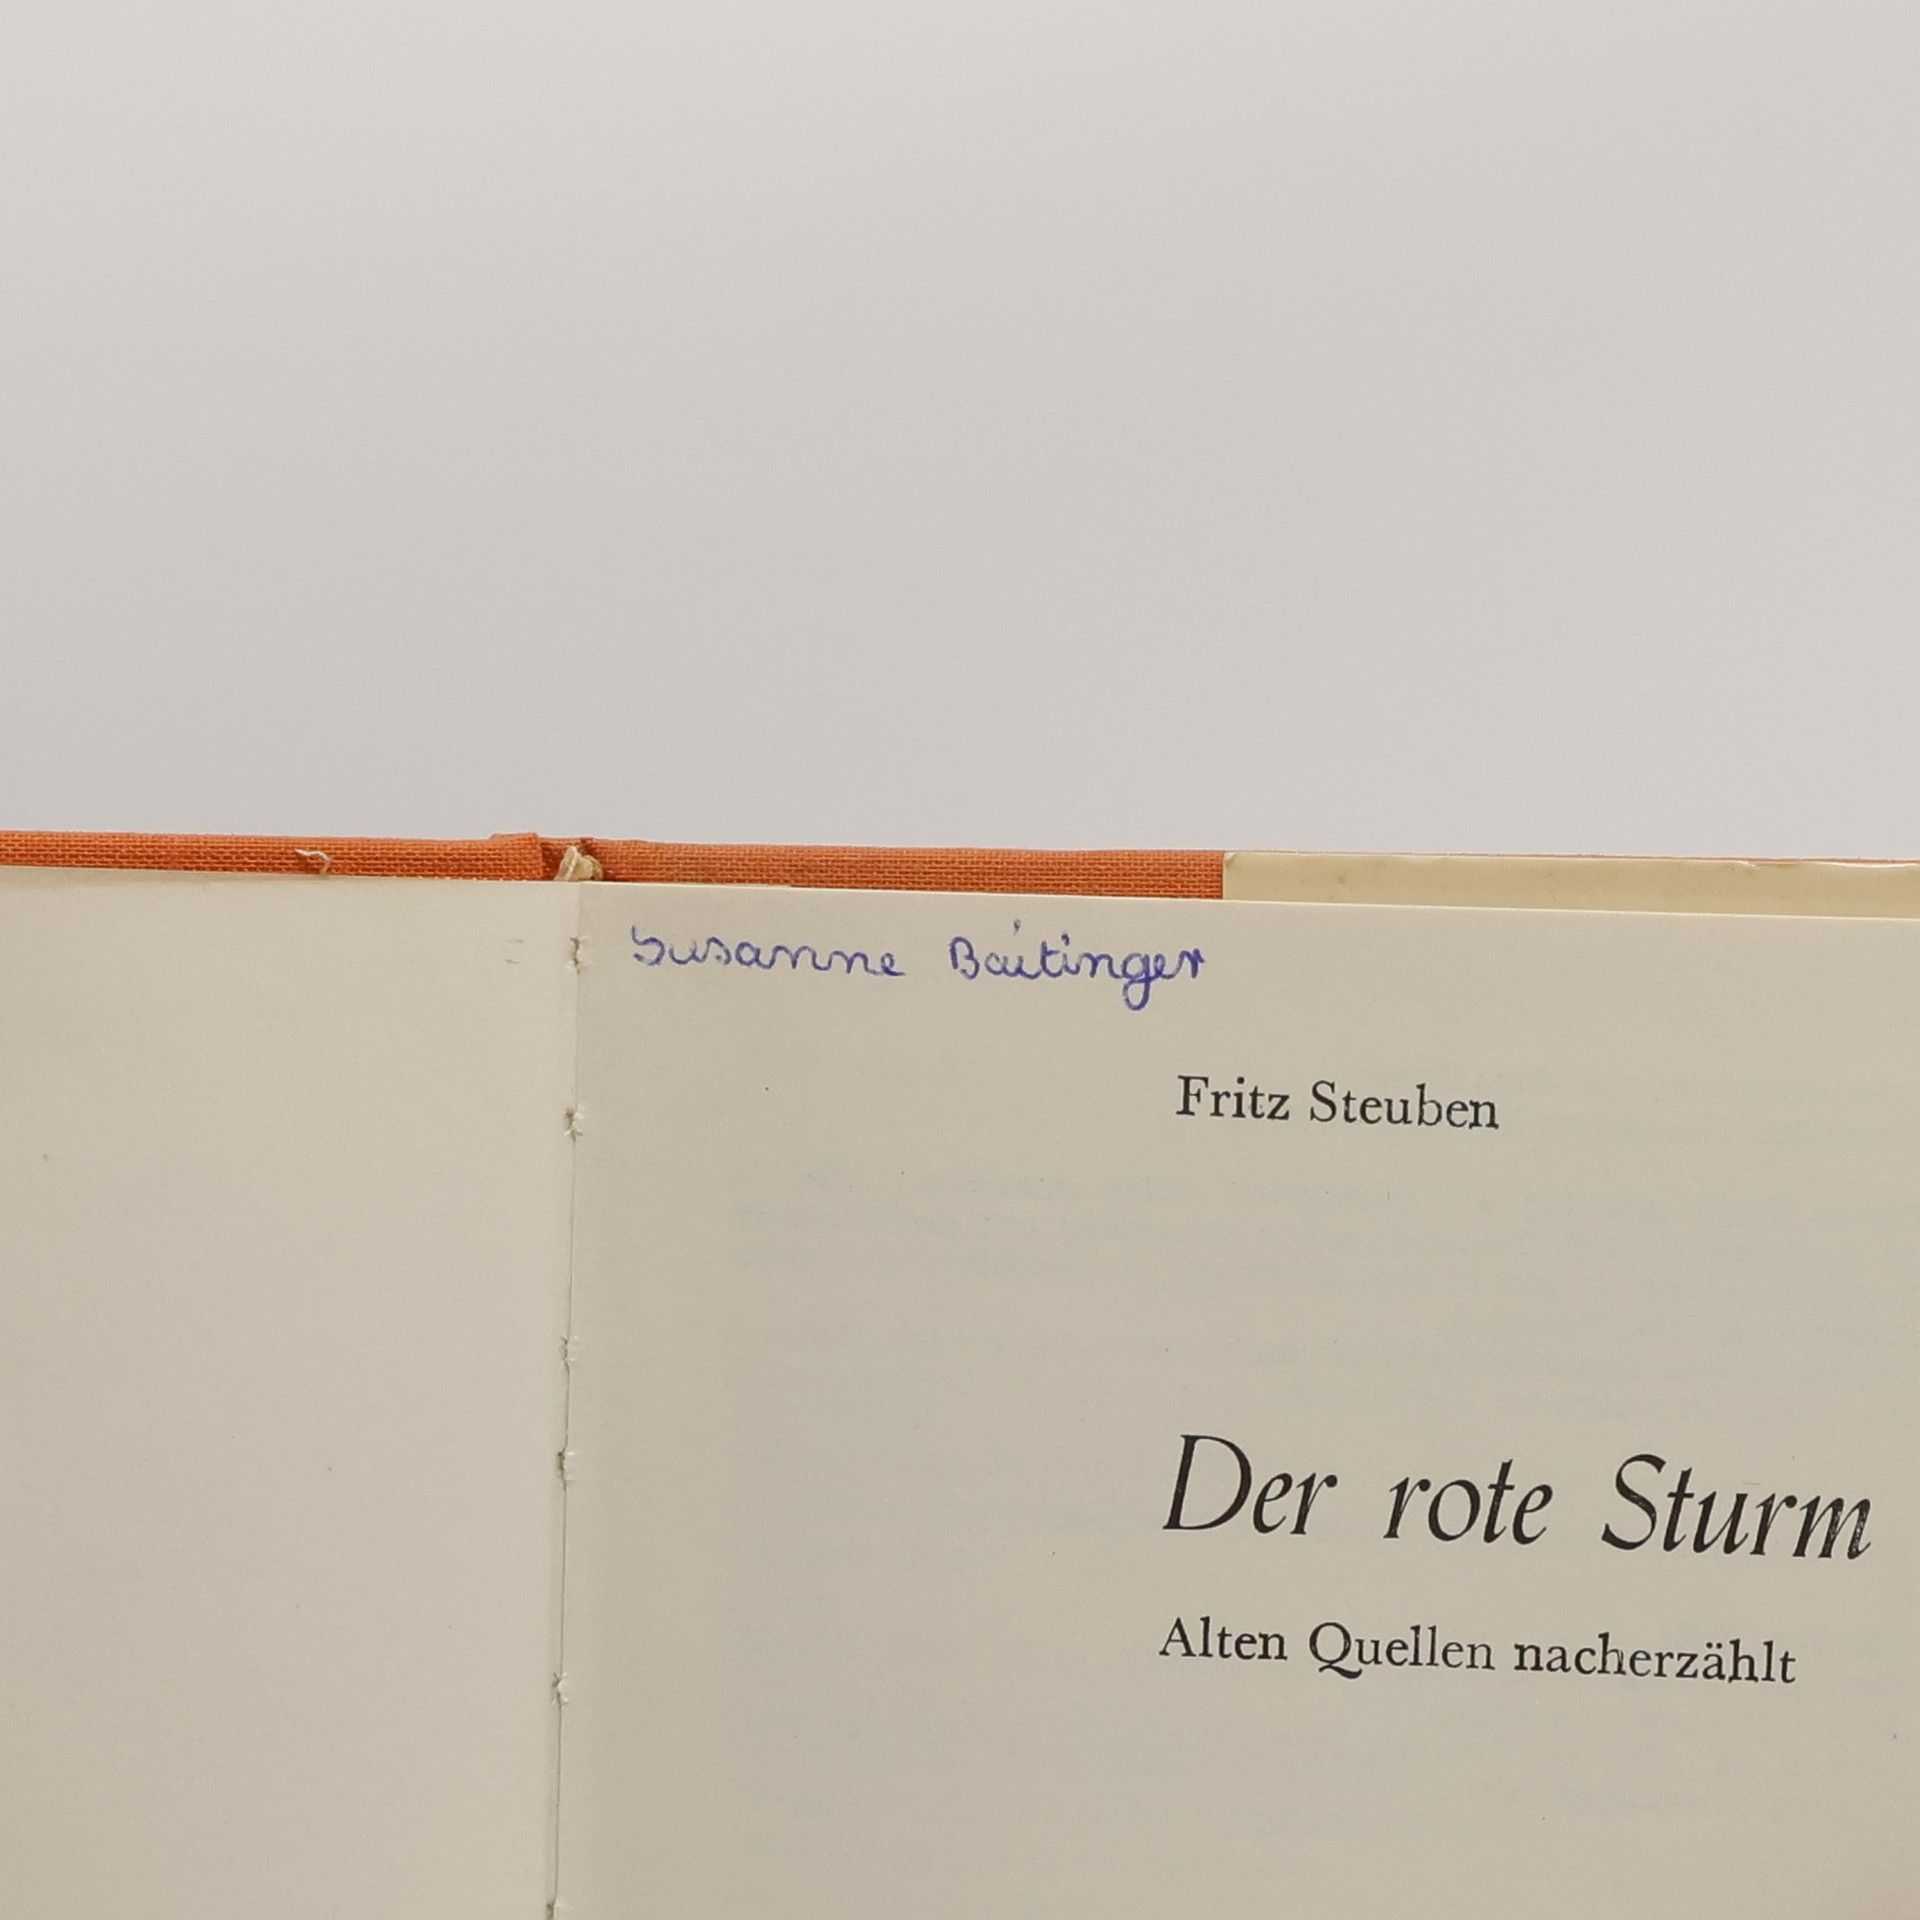 Susanne Baitinger
Fritz Steuben
Der rote Sturm
Alten Quellen nacherzählt